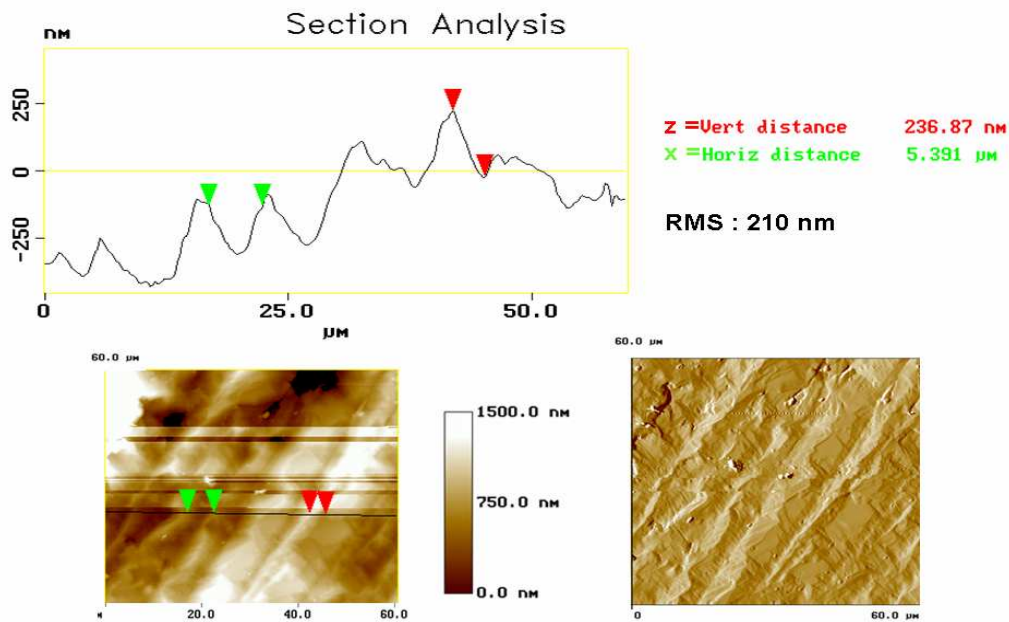 Section Analysis
nM
250
0
-250
0
25.0
50.0
µM
z =Vert distance 236.87 nM
x =Horiz distance 5.391 µM
RMS : 210 nm
60.0 µM
1500.0 nM
750.0 nM
0.0 nM
20.0
40.0
60.0
60.0 µM
0
60.0 µM